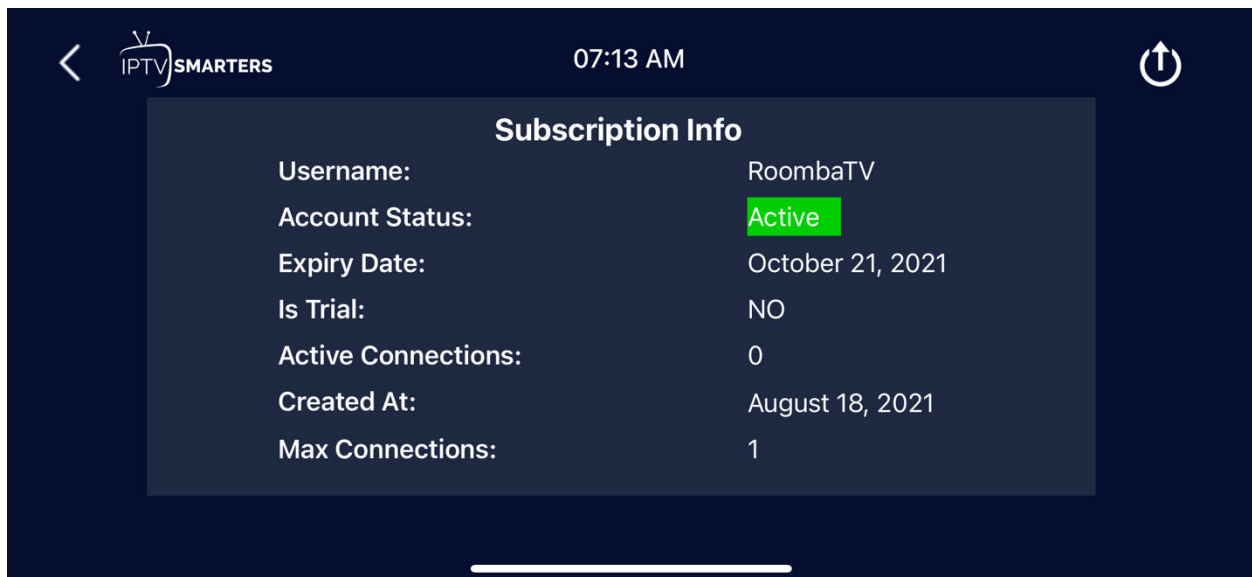 IPTV SMARTERS
07:13 AM
Subscription Info
Username: RoombaTV
Account Status: Active
Expiry Date: October 21, 2021
Is Trial: NO
Active Connections: 0
Created At: August 18, 2021
Max Connections: 1